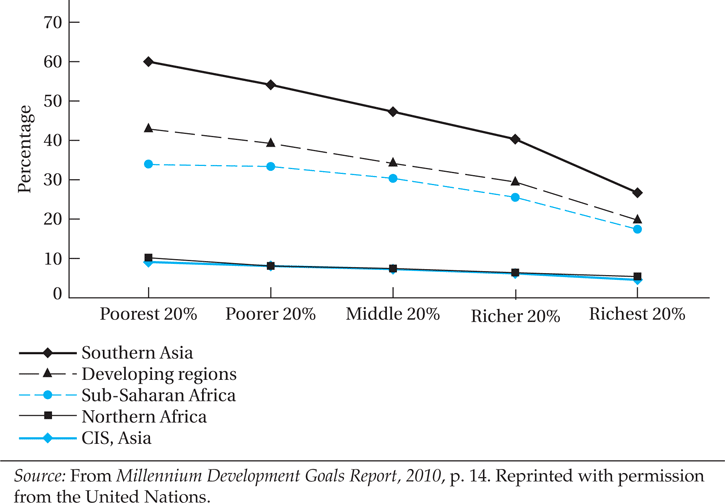 70
60
50
40
30
20
10
0
Percentage
Poorest 20% Poorer 20% Middle 20% Richer 20% Richest 20%
Southern Asia
Developing regions
Sub-Saharan Africa
Northern Africa
CIS, Asia
Source: From Millennium Development Goals Report, 2010, p. 14. Reprinted with permission
from the United Nations.